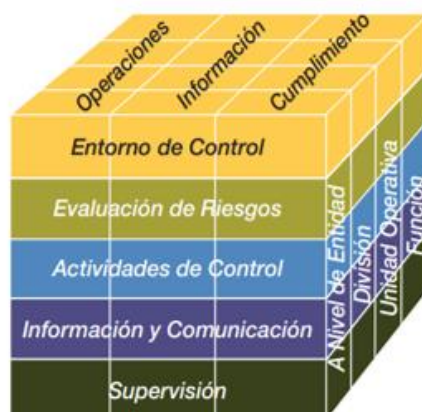 Operaciones
Información
Cumplimiento
Entorno de Control
Evaluación de Riesgos
Actividades de Control
Información y Comunicación
Supervisión
A Nivel de Entidad
División
Unidad Operativa
Función